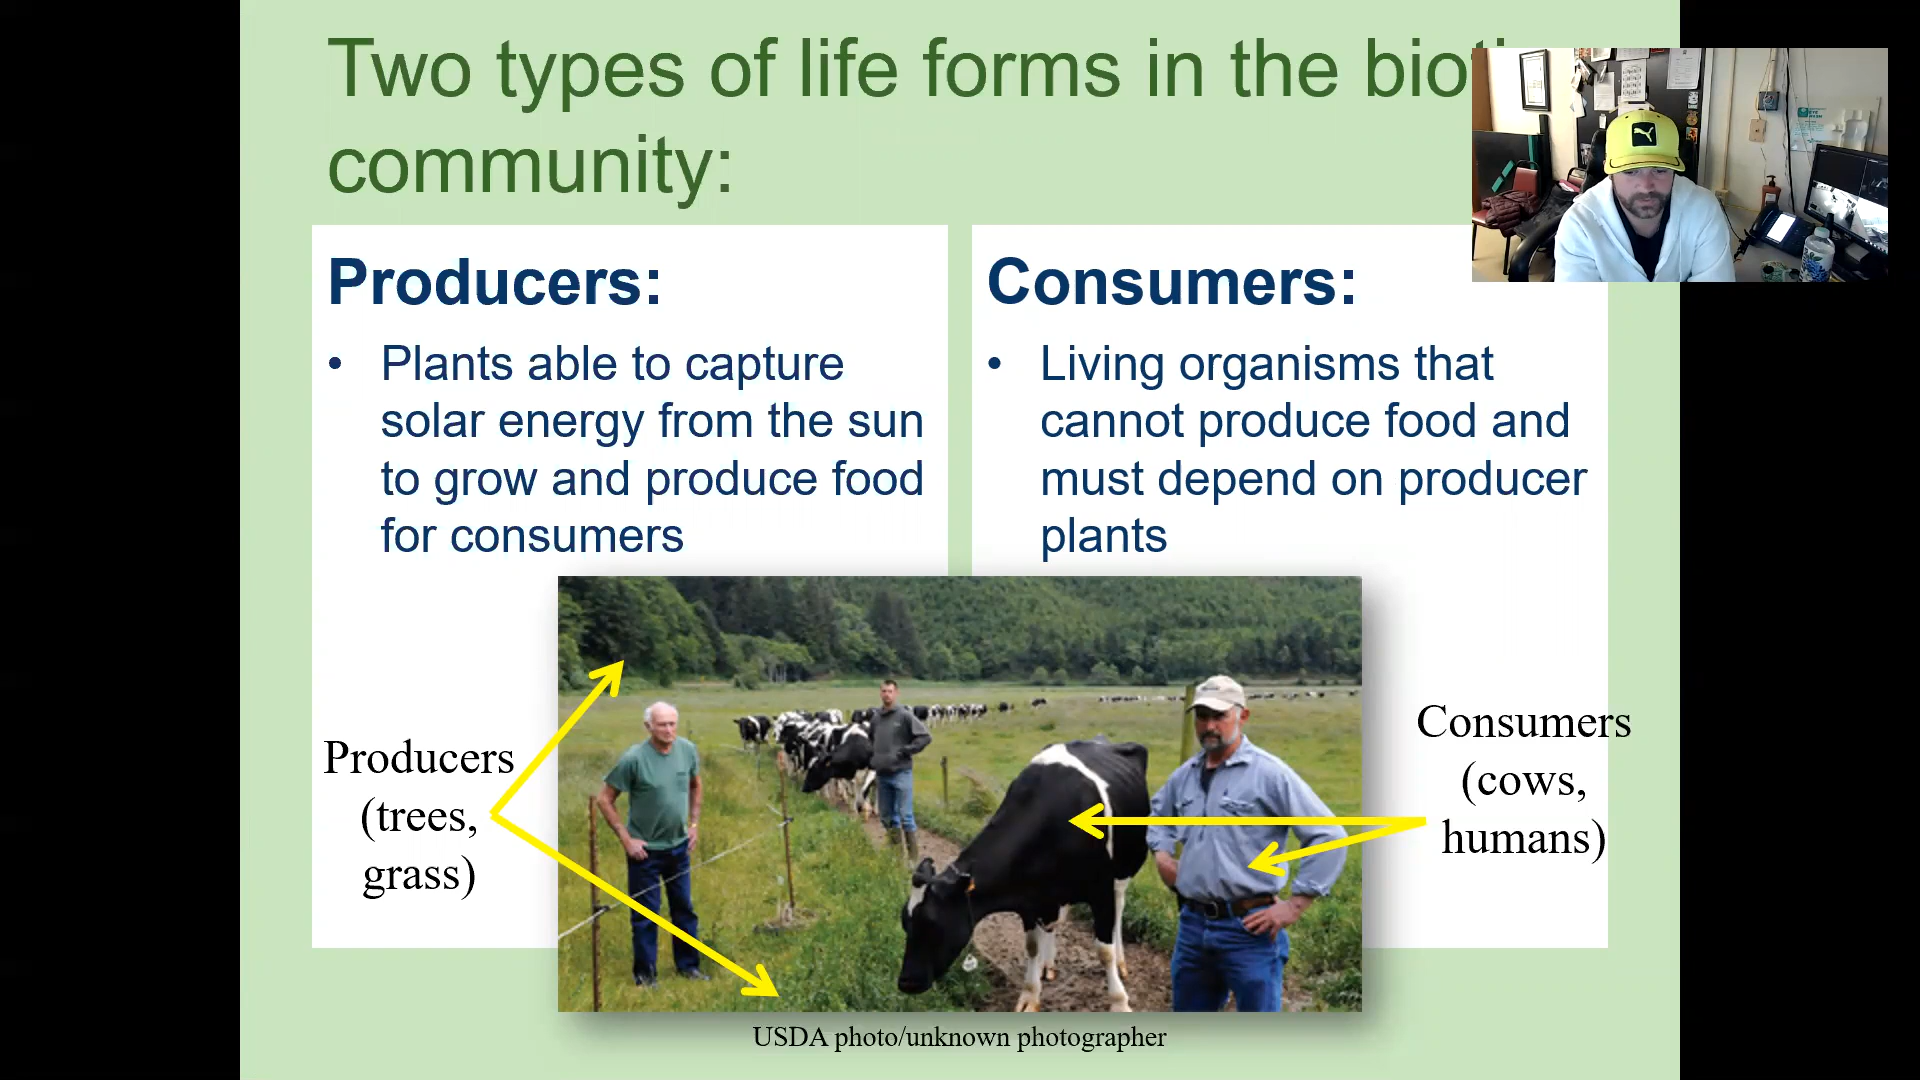 Two types of life forms in the
community:
Producers:
• Plants able to capture
solar energy from the sun
to grow and produce food
for consumers
Consumers:
• Living organisms that
cannot produce food and
must depend on producer
plants
Producers
(trees,
grass)
Consumers
(cows,
humans)
USDA photo/unknown photographer